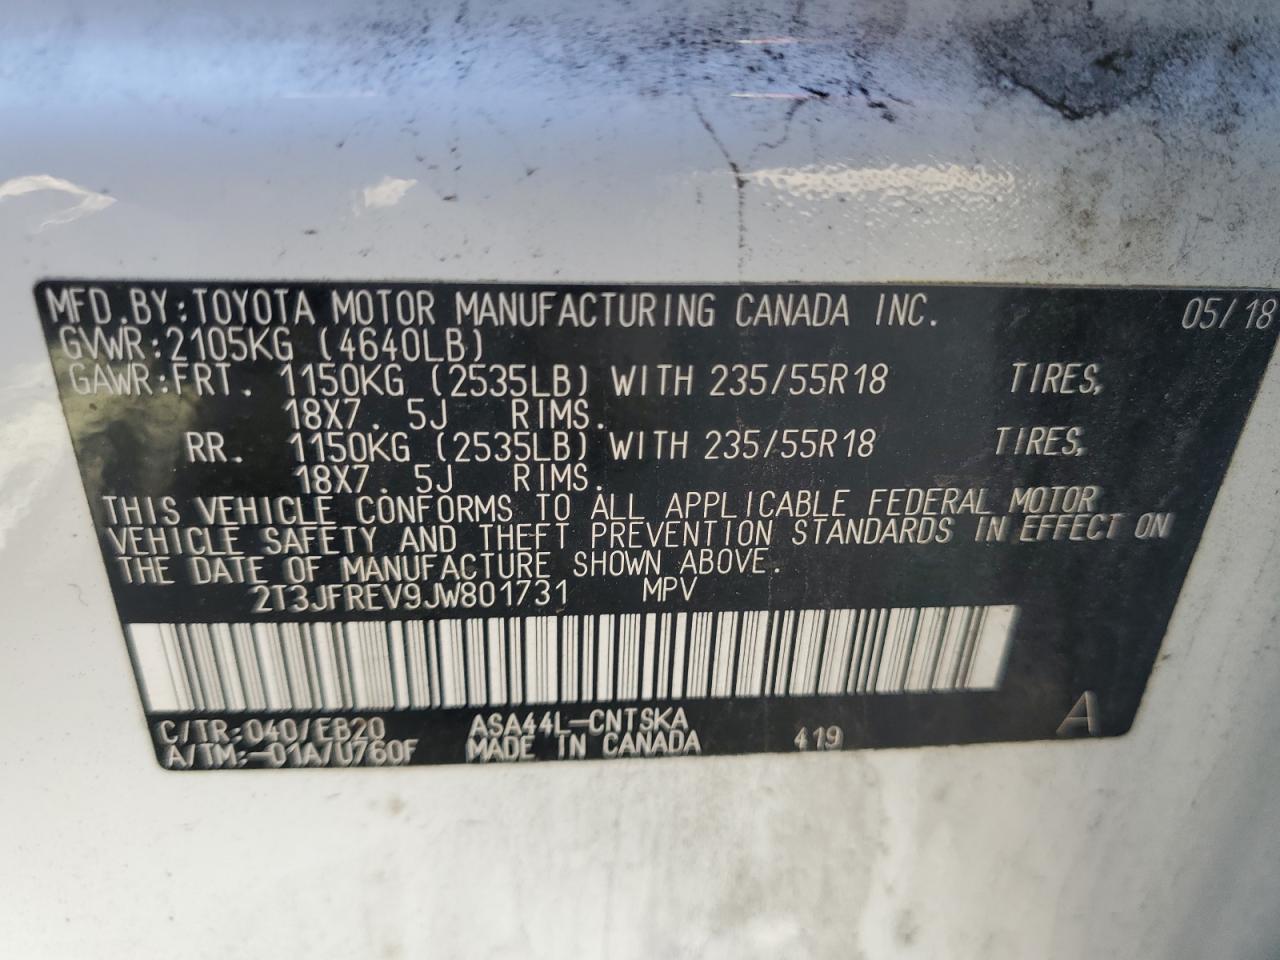 MFD.BY:TOYOTA MOTOR MANUFACTURING CANADA INC. 05/18
GVWR:2105KG (4640LB)
GAWR:FRT. 1150KG (2535LB) WITH 235/55R18 TIRES,
18X7. 5J RIMS.
RR. 1150KG (2535LB) WITH 235/55R18 TIRES,
18X7. 5J RIMS.
THIS VEHICLE CONFORMS TO ALL APPLICABLE FEDERAL MOTOR
VEHICLE SAFETY AND THEFT PREVENTION STANDARDS IN EFFECT ON
THE DATE OF MANUFACTURE SHOWN ABOVE.
2T3JFREV9JW801731 MPV
C/TR:040/EB20 ASA44L-CNTSKA A
A/TM:-01A/U760F MADE IN CANADA 419